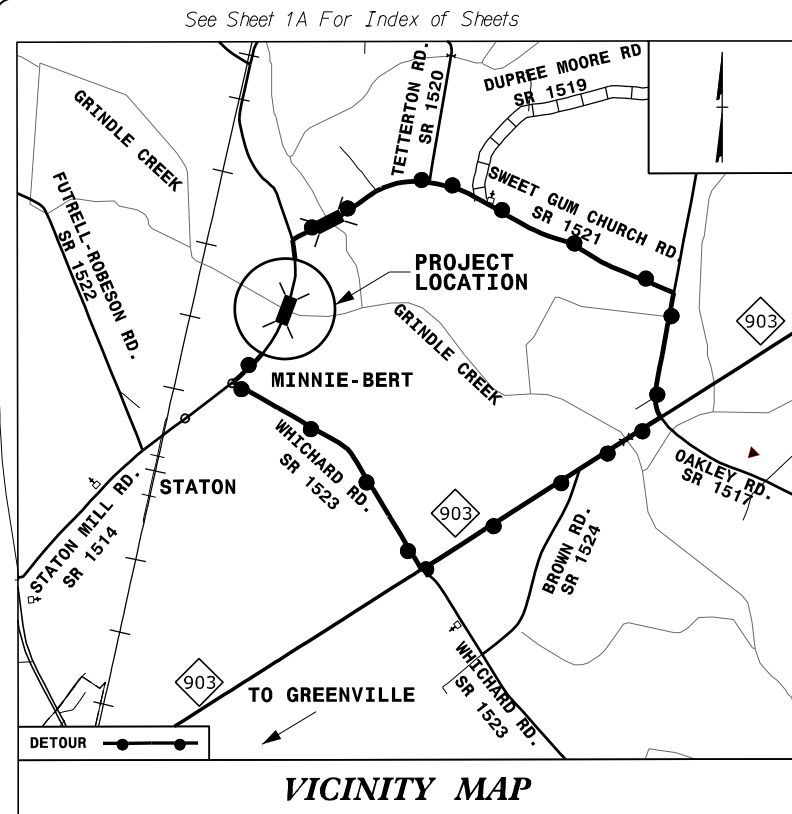 See Sheet 1A For Index of Sheets
TETTERTON RD.
SR 1520
DUPREE MOORE RD
SR 1519
GRINDLE CREEK
FUTRELL-ROBESON RD.
SR 1522
SWEET GUM CHURCH RD.
SR 1521
PROJECT
LOCATION
903
GRINDLE CREEK
MINNIE-BERT
WHICHARD RD.
SR 1523
STATON
STATON MILL RD.
SR 1514
903
OAKLEY RD.
SR 1517
BROWN RD.
SR 1524
WHICHARD RD.
SR 1523
903
TO GREENVILLE
DETOUR
VICINITY MAP